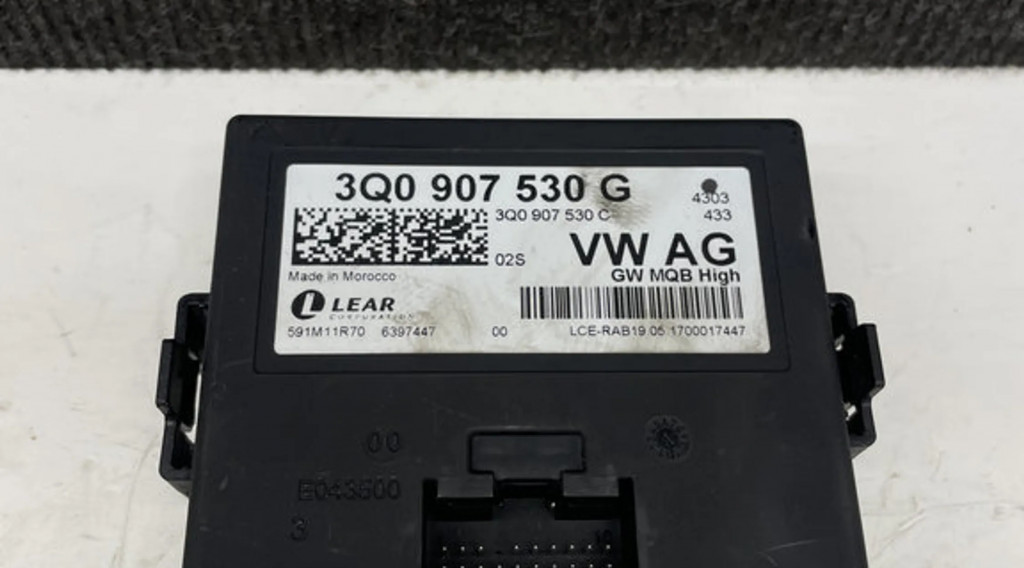 3Q0 907 530 G
4303
3Q0 907 530 C
433
02S
VW AG
GW MQB High
Made in Morocco
LEAR
CORPORATION
591M11R70 6397447 00 LCE-RAB19.05.1700017447
00
E043500
3
10